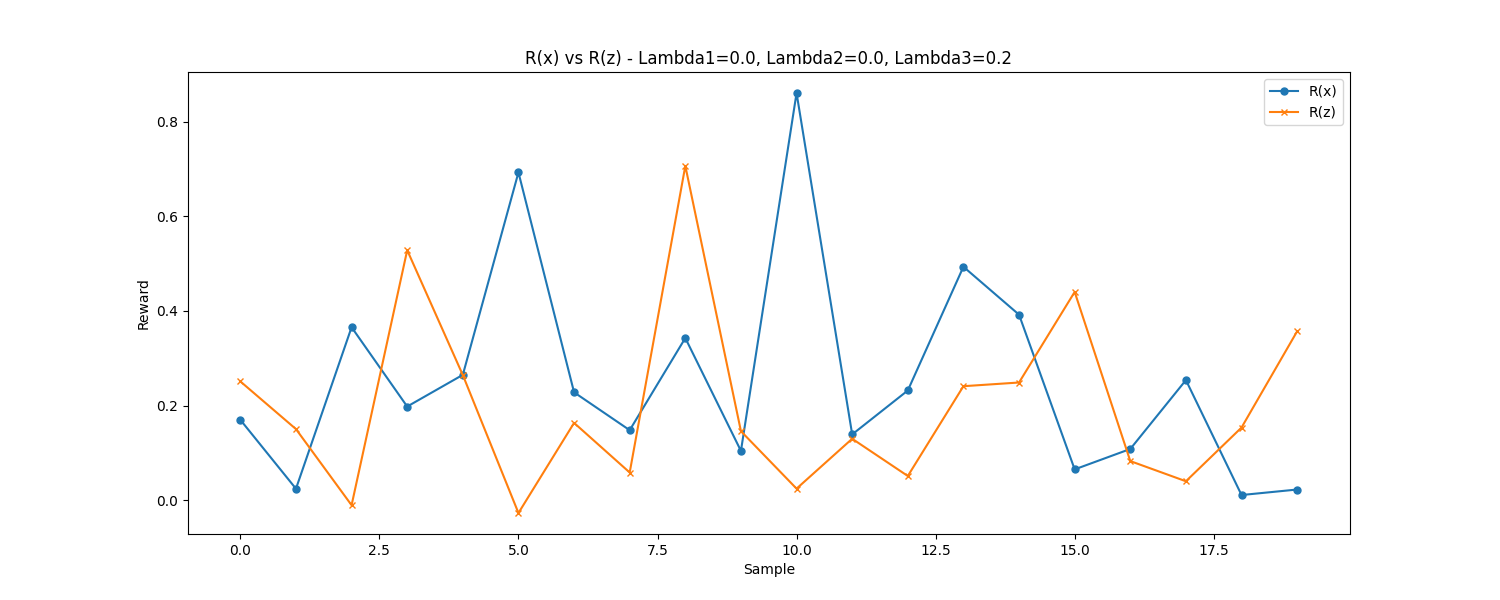 R(x) vs R(z) - Lambda1=0.0, Lambda2=0.0, Lambda3=0.2
R(x)
R(z)
0.8
0.6
0.4
0.2
0.0
Reward
0.0 2.5 5.0 7.5 10.0 12.5 15.0 17.5
Sample